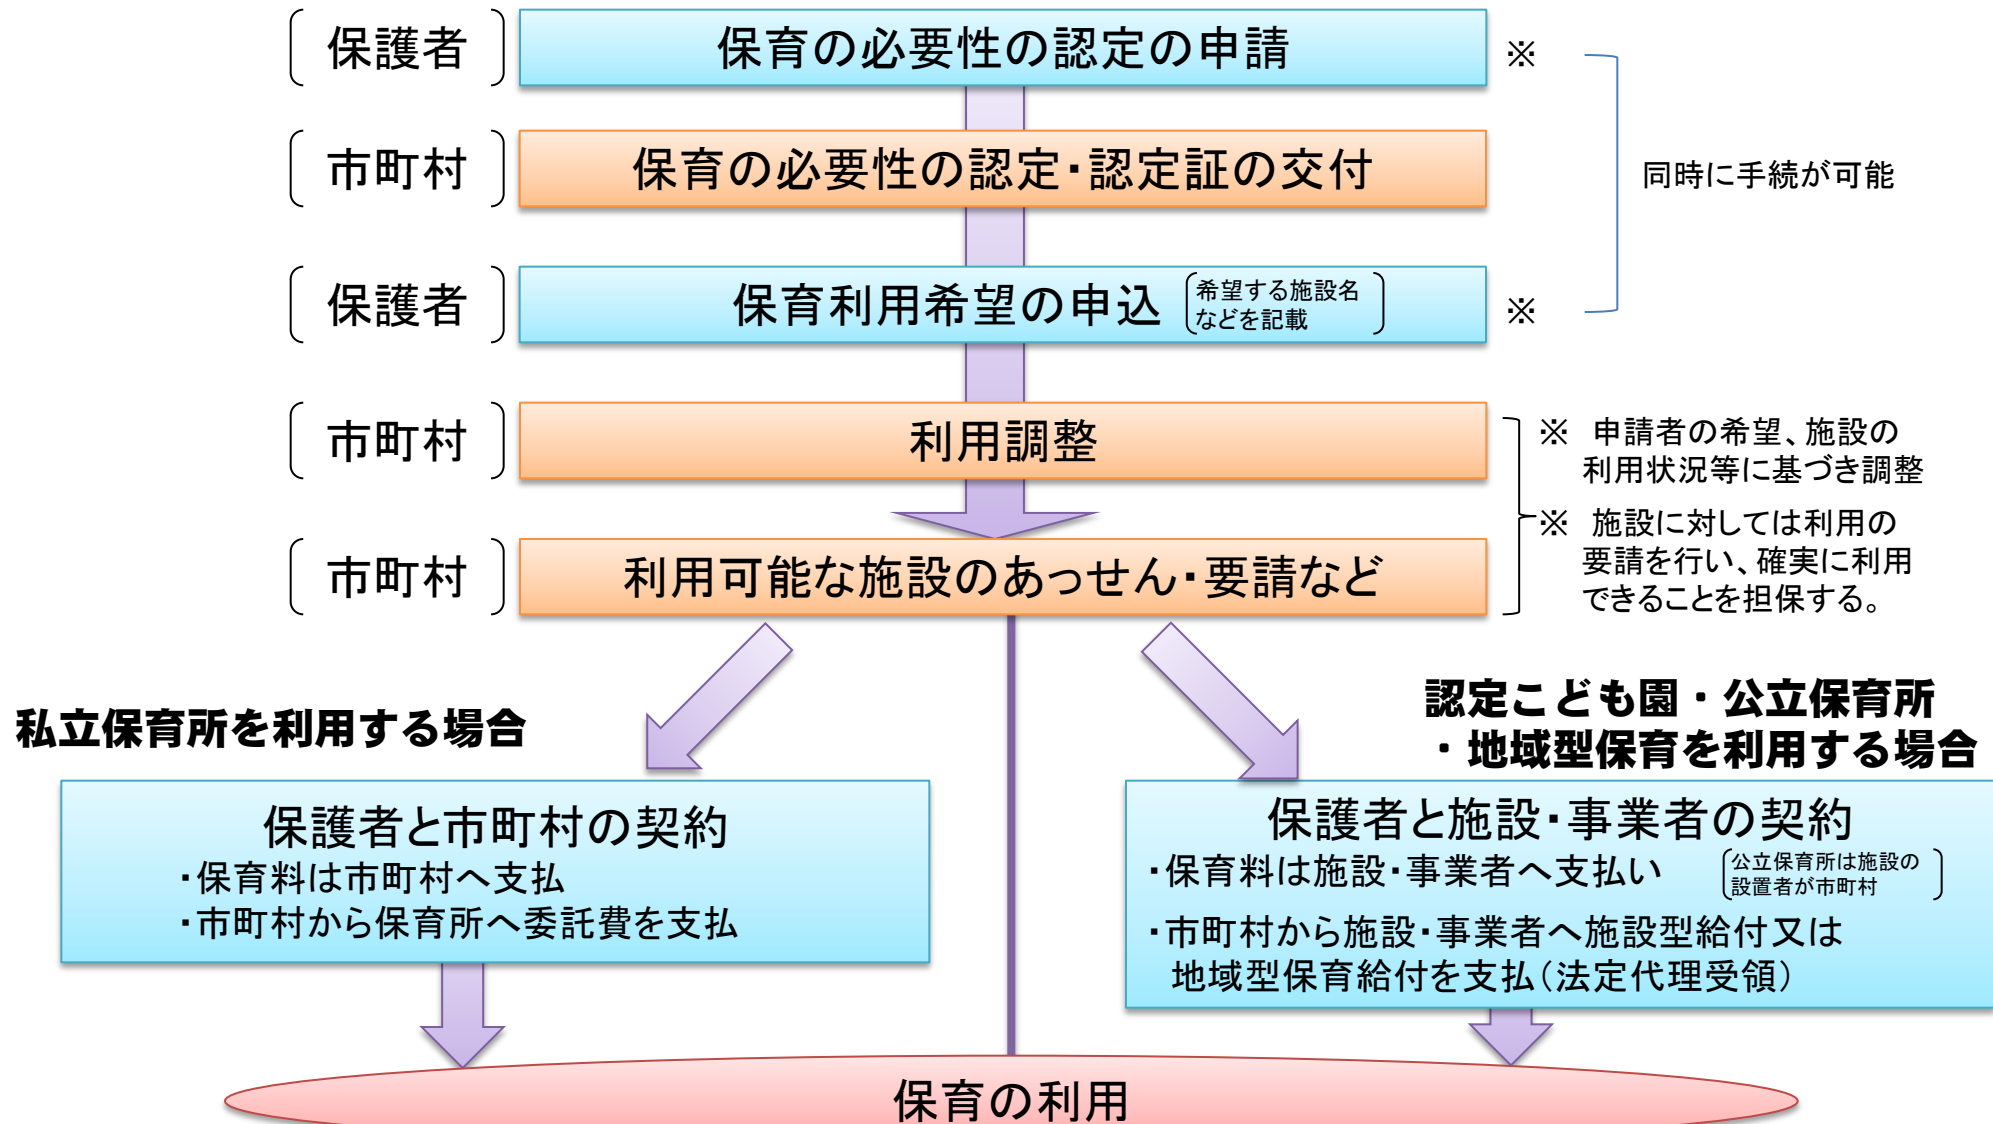 保護者
保育の必要性の認定の申請
※
市町村
保育の必要性の認定・認定証の交付
同時に手続が可能
保護者
保育利用希望の申込
希望する施設名
などを記載
※
市町村
利用調整
※ 申請者の希望、施設の
利用状況等に基づき調整
市町村
利用可能な施設のあっせん・要請など
※ 施設に対しては利用の
要請を行い、確実に利用
できることを担保する。
私立保育所を利用する場合
保護者と市町村の契約
・保育料は市町村へ支払
・市町村から保育所へ委託費を支払
認定こども園・公立保育所
・地域型保育を利用する場合
保護者と施設・事業者の契約
・保育料は施設・事業者へ支払い
公立保育所は施設の
設置者が市町村
・市町村から施設・事業者へ施設型給付又は
地域型保育給付を支払(法定代理受領)
保育の利用